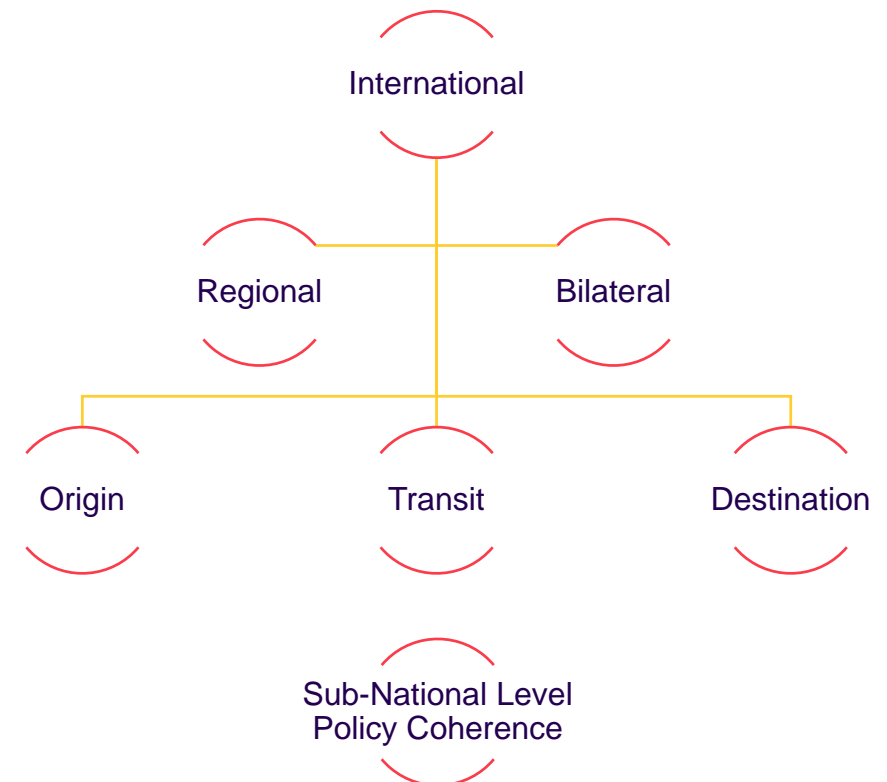 International
Regional
Bilateral
Origin
Transit
Destination
Sub-National Level
Policy Coherence